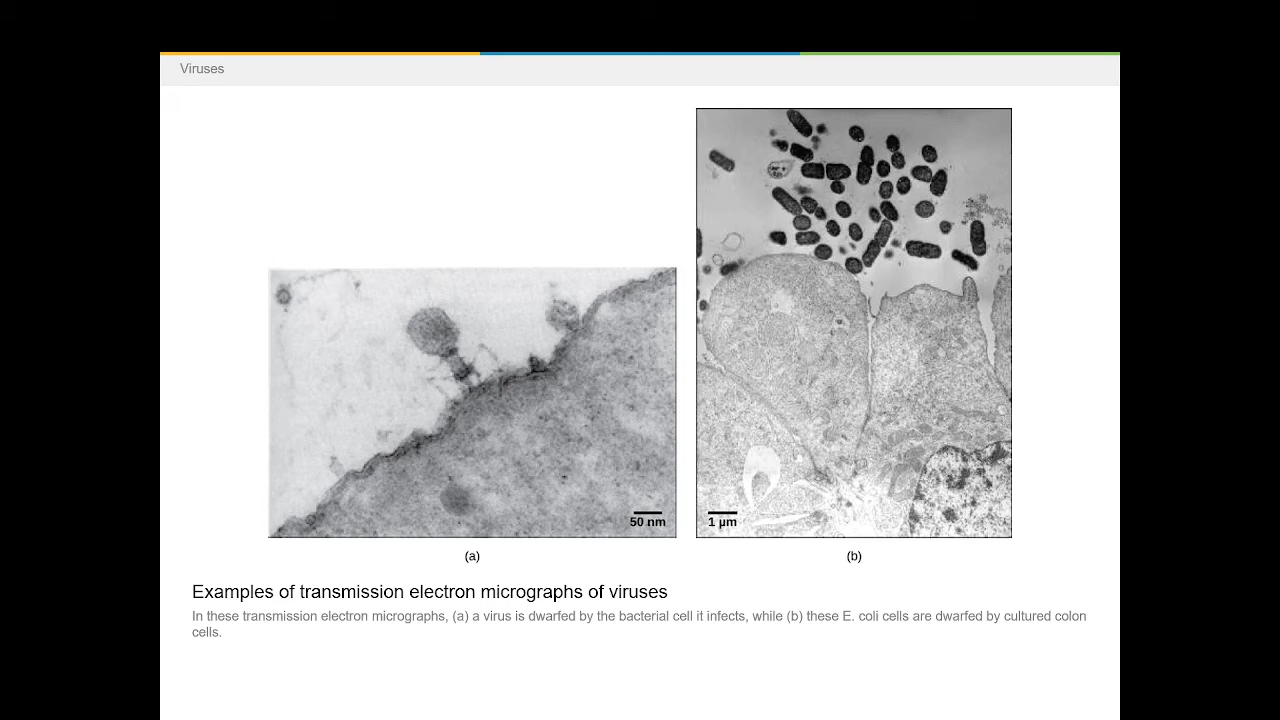 Viruses
50 nm
1 µm
(a)
(b)
Examples of transmission electron micrographs of viruses
In these transmission electron micrographs, (a) a virus is dwarfed by the bacterial cell it infects, while (b) these E. coli cells are dwarfed by cultured colon
cells.